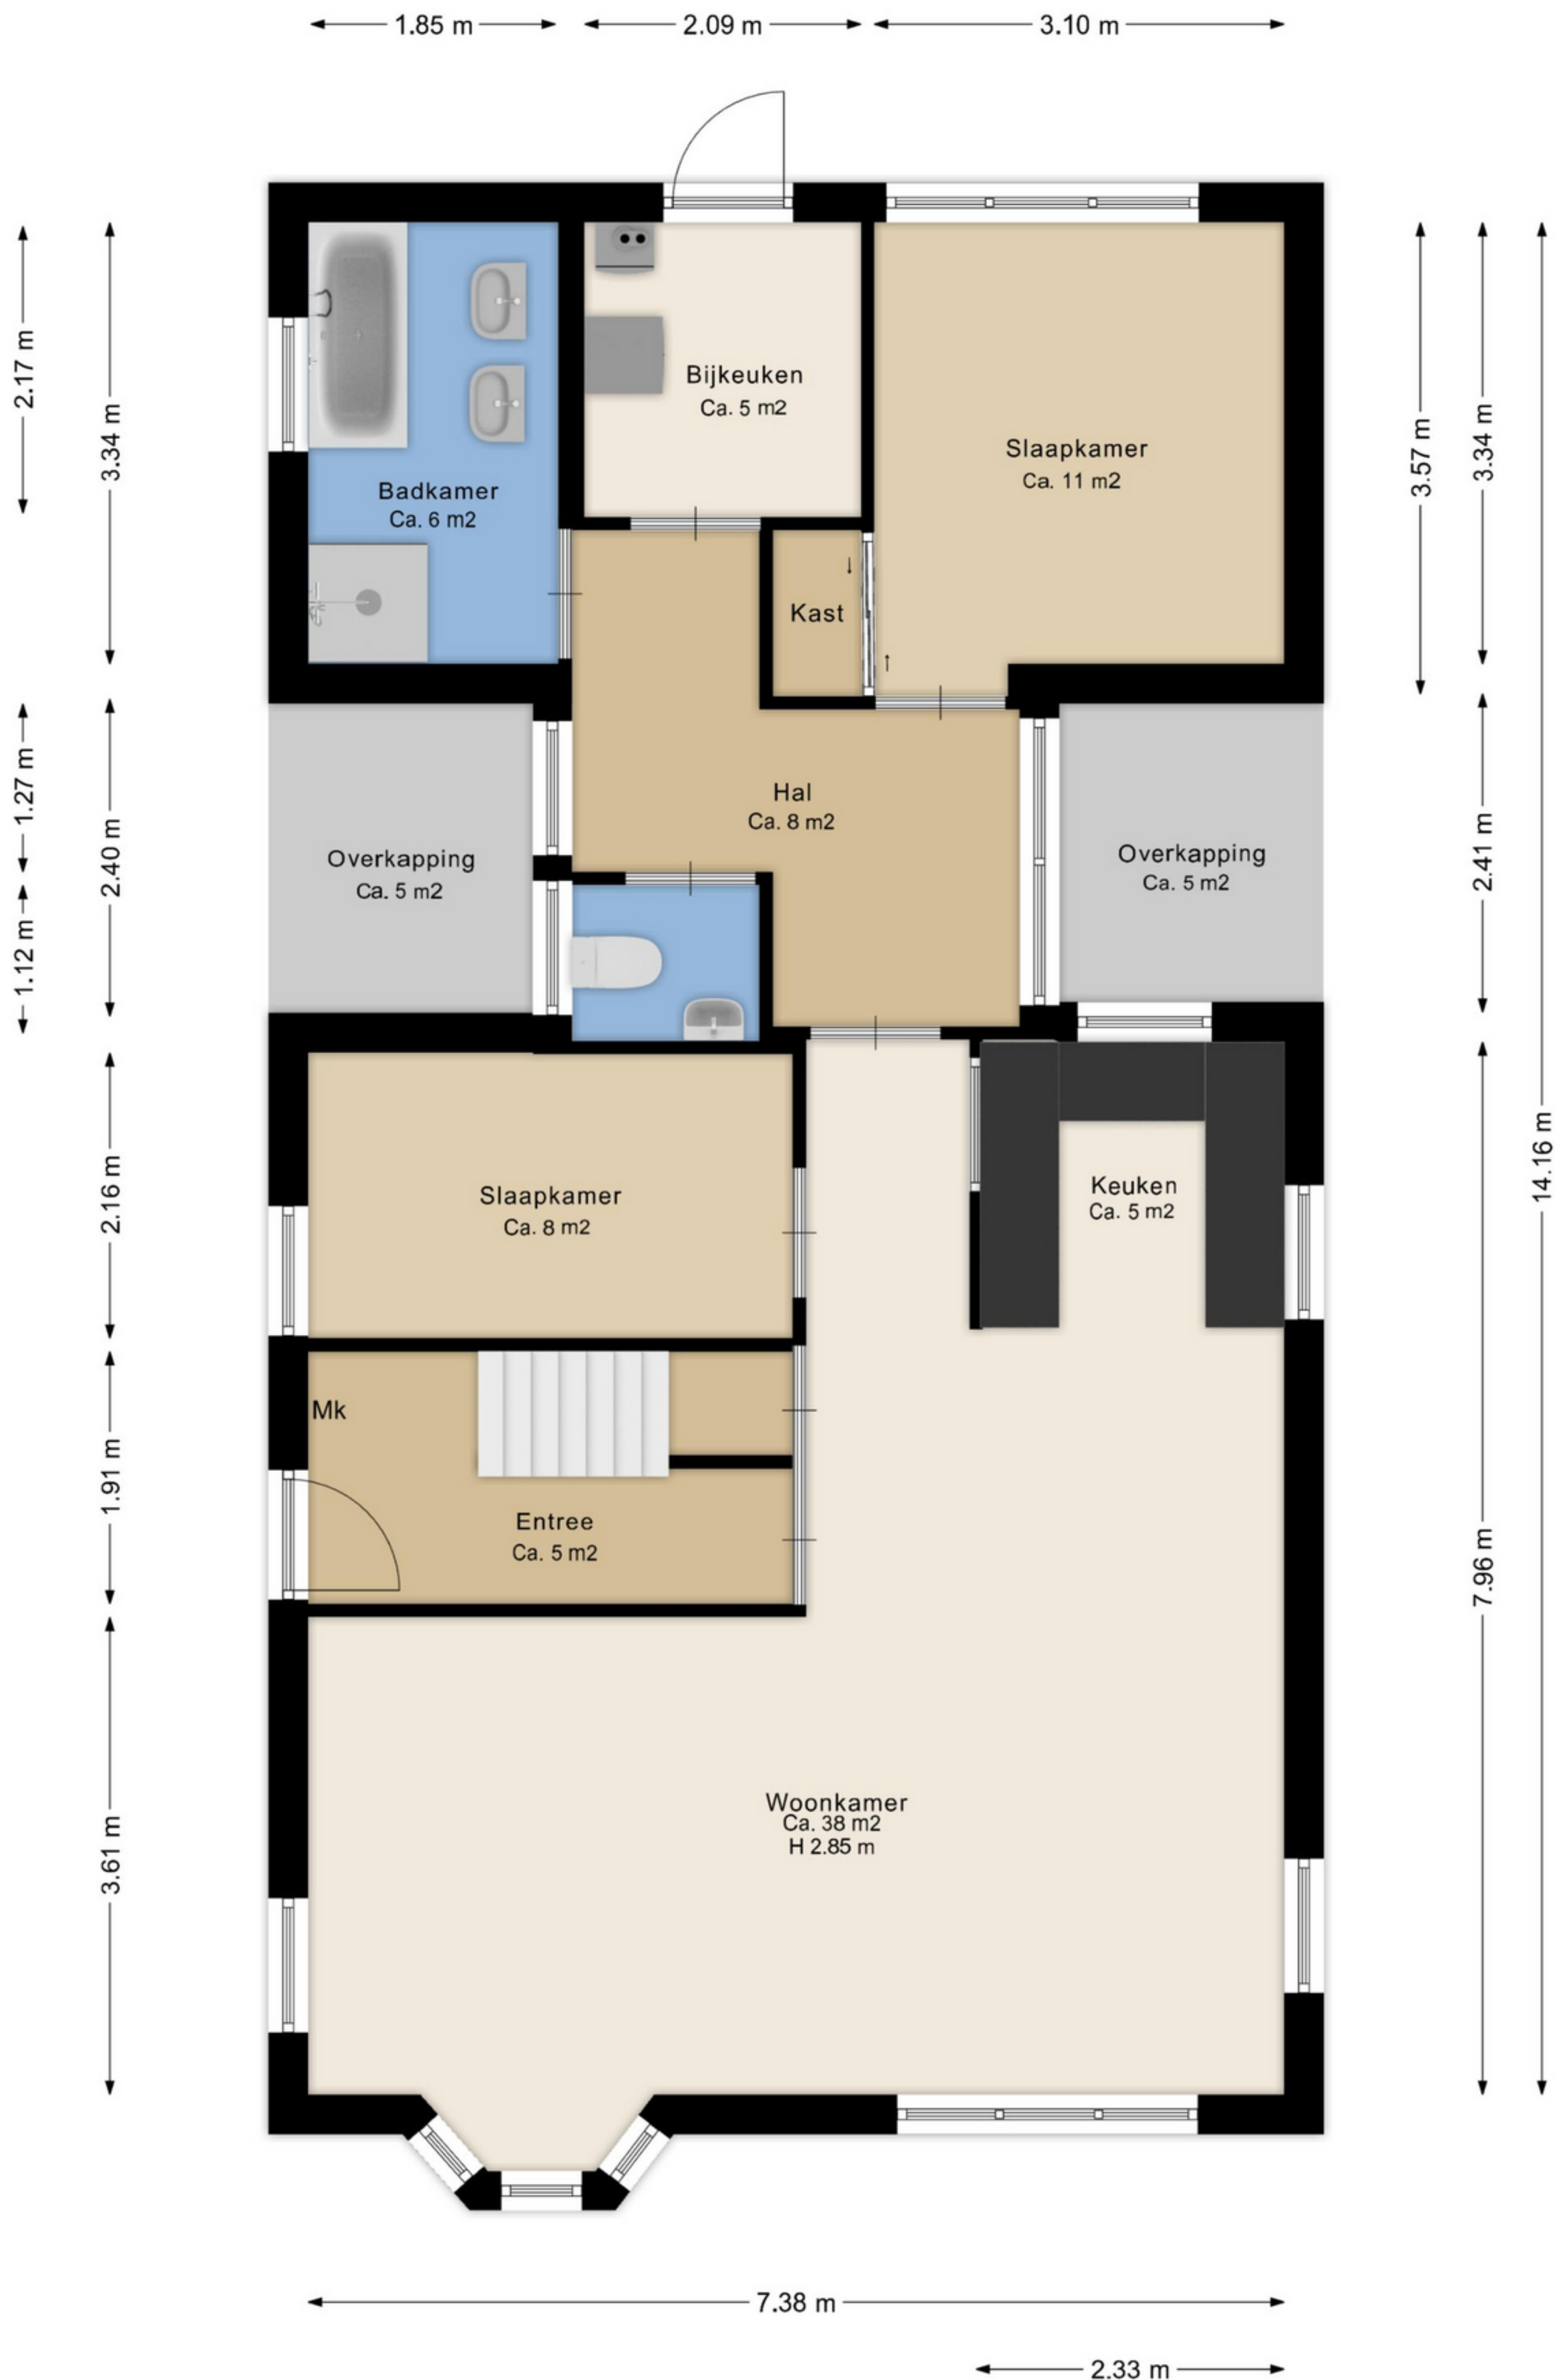 1.85 m
2.09 m
3.10 m
2.17 m
3.34 m
3.57 m
3.34 m
Bijkeuken
Ca. 5 m2
Slaapkamer
Ca. 11 m2
Badkamer
Ca. 6 m2
Kast
1.27 m
2.40 m
1.12 m
Hal
Ca. 8 m2
Overkapping
Ca. 5 m2
Overkapping
Ca. 5 m2
2.41 m
14.16 m
2.16 m
Slaapkamer
Ca. 8 m2
Keuken
Ca. 5 m2
Mk
1.91 m
Entree
Ca. 5 m2
7.96 m
3.61 m
Woonkamer
Ca. 38 m2
H 2.85 m
7.38 m
2.33 m